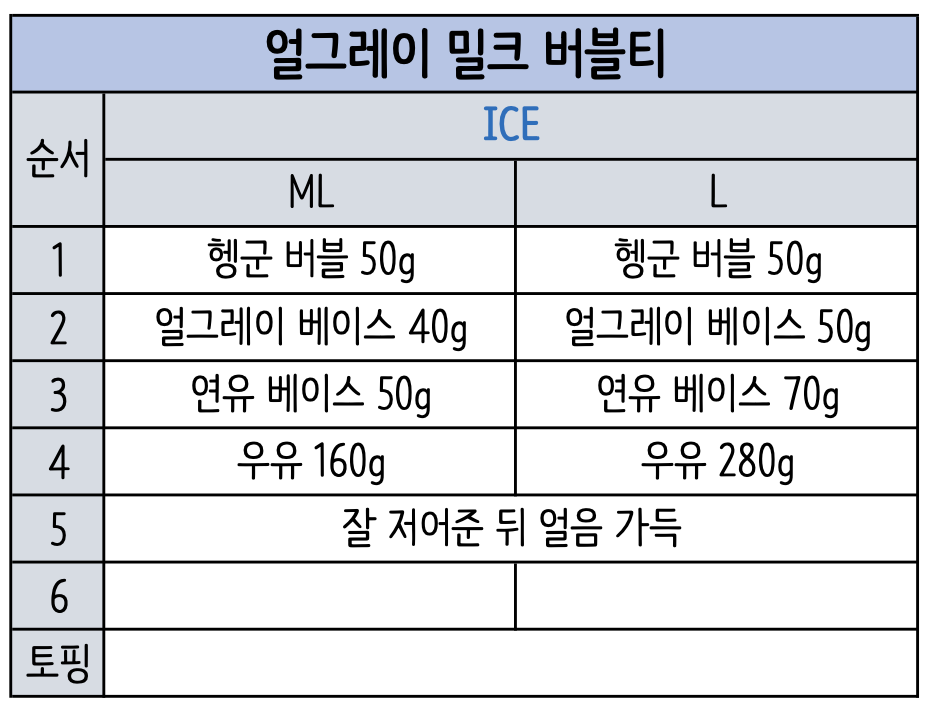 얼그레이 밀크 버블티
순서
ICE
ML L
1 헹군 버블 50g 헹군 버블 50g
2 얼그레이 베이스 40g 얼그레이 베이스 50g
3 연유 베이스 50g 연유 베이스 70g
4 우유 160g 우유 280g
5 잘 저어준 뒤 얼음 가득
6
토핑